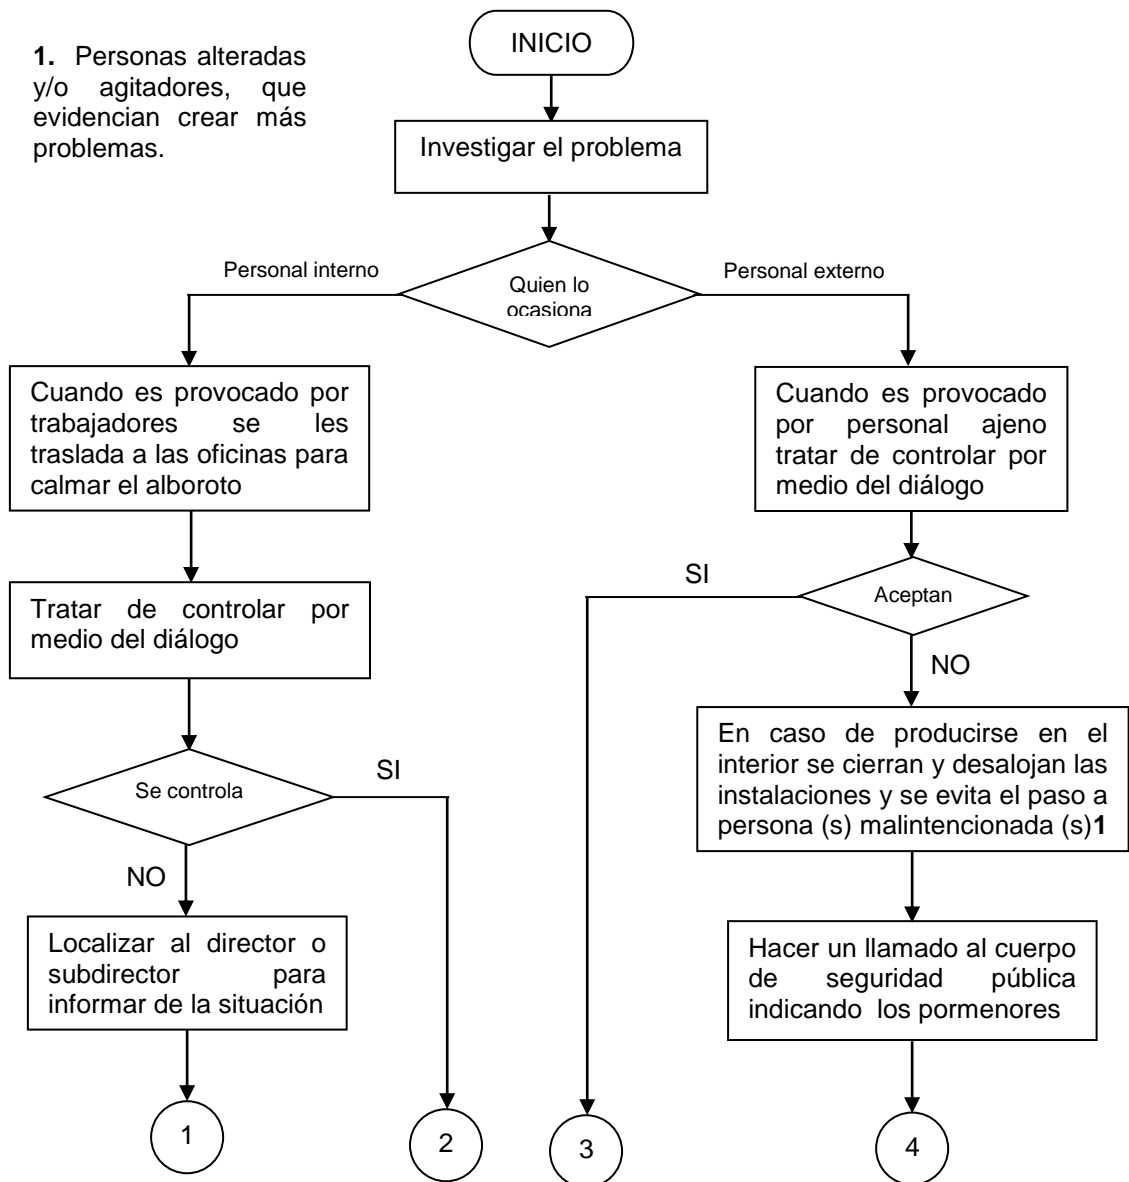 INICIO
1. Personas alteradas
y/o agitadores, que
evidencian crear más
problemas.
Investigar el problema
Personal interno
Quien lo
ocasiona
Personal externo
Cuando es provocado por
trabajadores se les
traslada a las oficinas para
calmar el alboroto
Cuando es provocado
por personal ajeno
tratar de controlar por
medio del diálogo
SI
Aceptan
Tratar de controlar por
medio del diálogo
NO
En caso de producirse en el
interior se cierran y desalojan las
instalaciones y se evita el paso a
persona (s) malintencionada (s)1
Se controla
SI
NO
Localizar al director o
subdirector para
informar de la situación
Hacer un llamado al cuerpo
de seguridad pública
indicando los pormenores
1
2
3
4